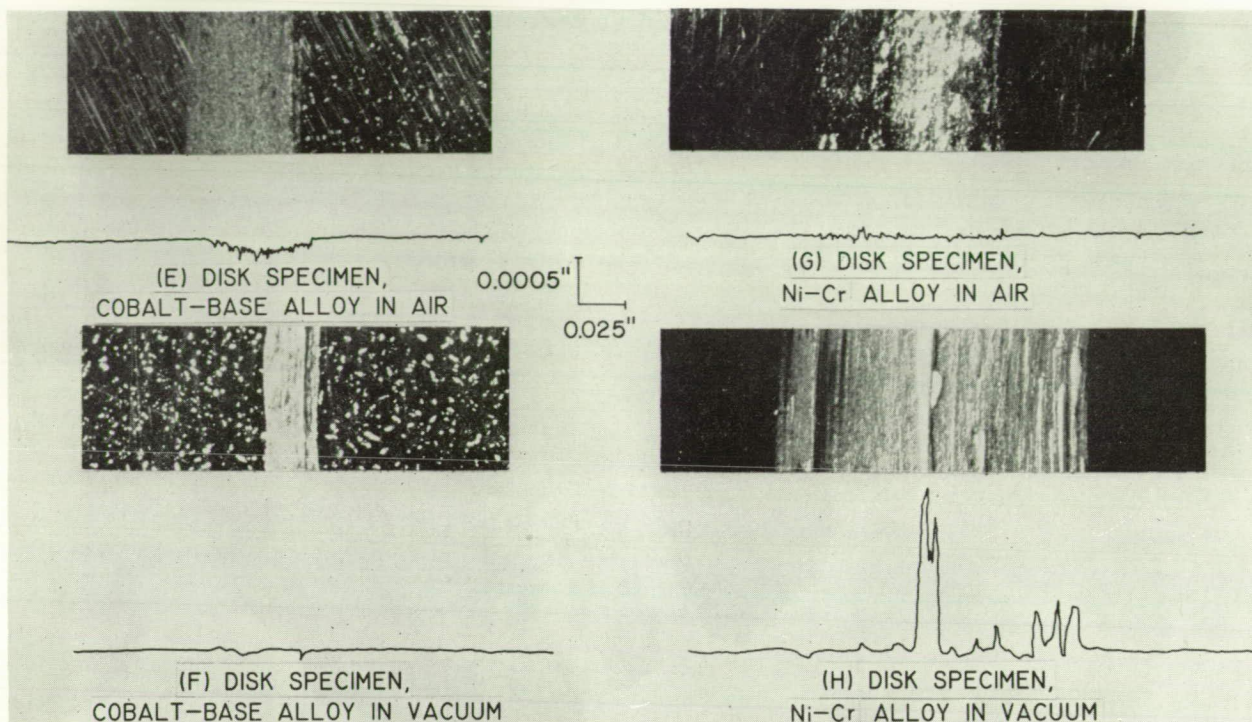 (E) DISK SPECIMEN,
COBALT-BASE ALLOY IN AIR
0.0005"
0.025"
(G) DISK SPECIMEN,
Ni-Cr ALLOY IN AIR
(F) DISK SPECIMEN,
COBALT-BASE ALLOY IN VACUUM
(H) DISK SPECIMEN,
Ni-Cr ALLOY IN VACUUM